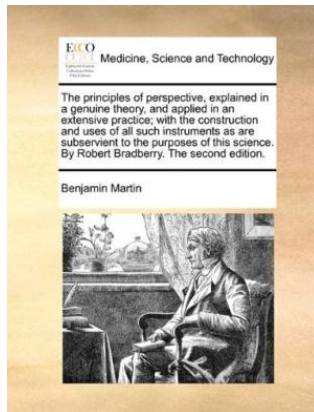 ECCO
Medicine, Science and Technology
The principles of perspective, explained in
a genuine theory, and applied in an
extensive practice; with the construction
and uses of all such instruments as are
subservient to the purposes of this science.
By Robert Bradberry. The second edition.
Benjamin Martin